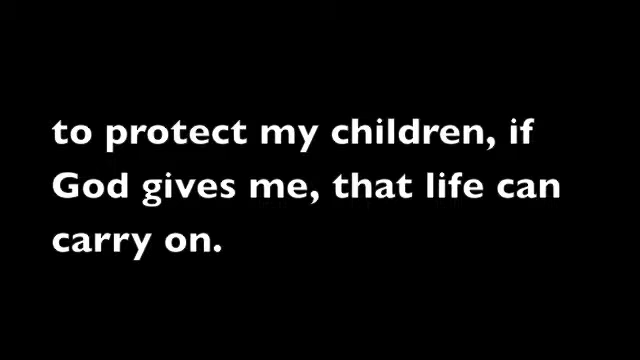 to protect my children, if
God gives me, that life can
carry on.